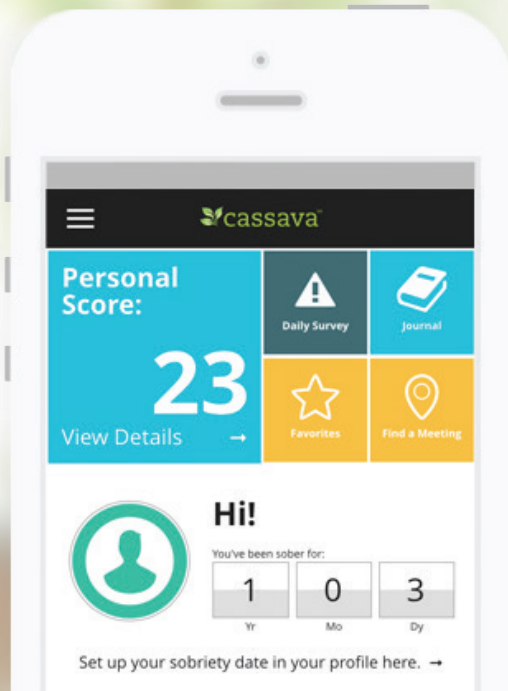 cassava
Personal
Score:
23
View Details →
Daily Survey
Journal
Favorites
Find a Meeting
Hi!
You've been sober for:
1 0 3
Yr Mo Dy
Set up your sobriety date in your profile here. →